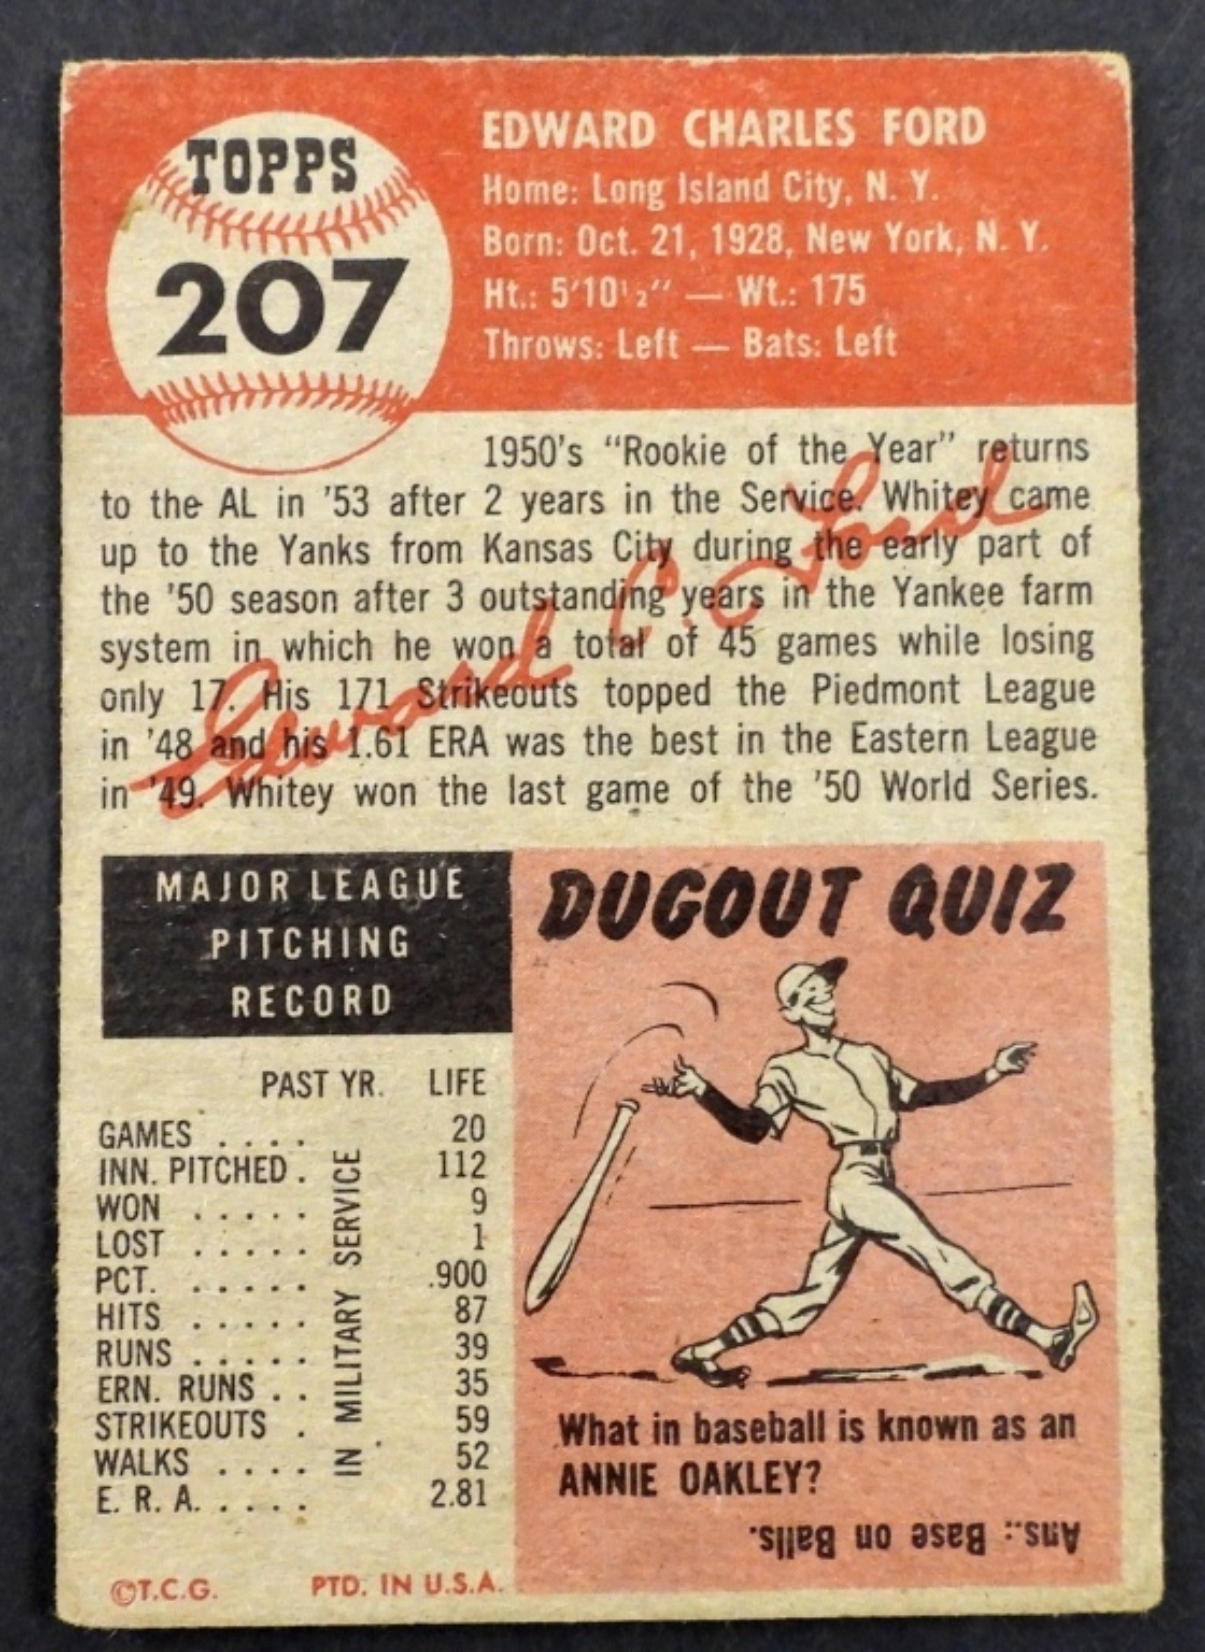 TOPPS
207
EDWARD CHARLES FORD
Home: Long Island City, N. Y.
Born: Oct. 21, 1928, New York, N. Y.
Ht.: 5'10½" — Wt.: 175
Throws: Left — Bats: Left
1950's "Rookie of the Year" returns
to the AL in '53 after 2 years in the Service. Whitey came
up to the Yanks from Kansas City during the early part of
the '50 season after 3 outstanding years in the Yankee farm
system in which he won a total of 45 games while losing
only 17. His 171 Strikeouts topped the Piedmont League
in '48 and his 1.61 ERA was the best in the Eastern League
in '49. Whitey won the last game of the '50 World Series.
Edward C. Ford
MAJOR LEAGUE
PITCHING
RECORD
PAST YR. LIFE
GAMES . . . . 20
INN. PITCHED . 112
WON . . . . . 9
LOST . . . . . 1
PCT. . . . . . .900
HITS . . . . . 87
RUNS . . . . . 39
ERN. RUNS . . 35
STRIKEOUTS . 59
WALKS . . . . 52
E. R. A. . . . . 2.81
IN MILITARY SERVICE
DUGOUT QUIZ
What in baseball is known as an
ANNIE OAKLEY?
Ans.: Base on Balls.
©T.C.G. PTD. IN U.S.A.